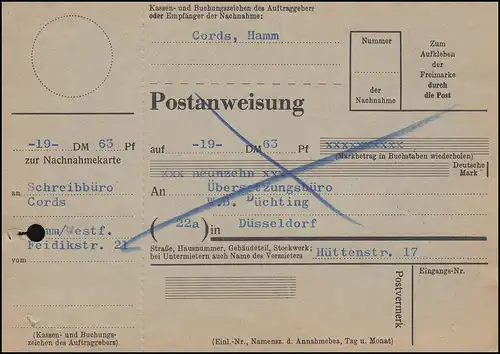 Kassen- und Buchungszeichen des Auftraggebers
oder Empfänger der Nachnahme:
Cords, Hamm
Nummer
der
Nachnahme
Zum
Aufkleben
der
Freimarke
durch
die Post
Postanweisung
-19- DM 63 Pf
zur Nachnahmekarte
an Schreibbüro
Cords
Hamm/Westf.
Feidikstr. 21
vom
(Kassen- und Buchungs-
zeichen des Auftraggebers)
auf -19- DM 63 Pf xxxxxxxxxx
(Markbetrag in Buchstaben wiederholen)
xxx neunzehn xxx Deutsche
Mark
An Übersetzungsbüro
W.B. Düchting
(22a) in Düsseldorf
Straße, Hausnummer, Gebäudeteil, Stockwerk;
bei Untermietern auch Name des Vermieters
Hüttenstr. 17
Postvermerk
Eingangs-Nr.
(Einl.-Nr., Namensz. d. Annahmebea, Tag u. Monat)